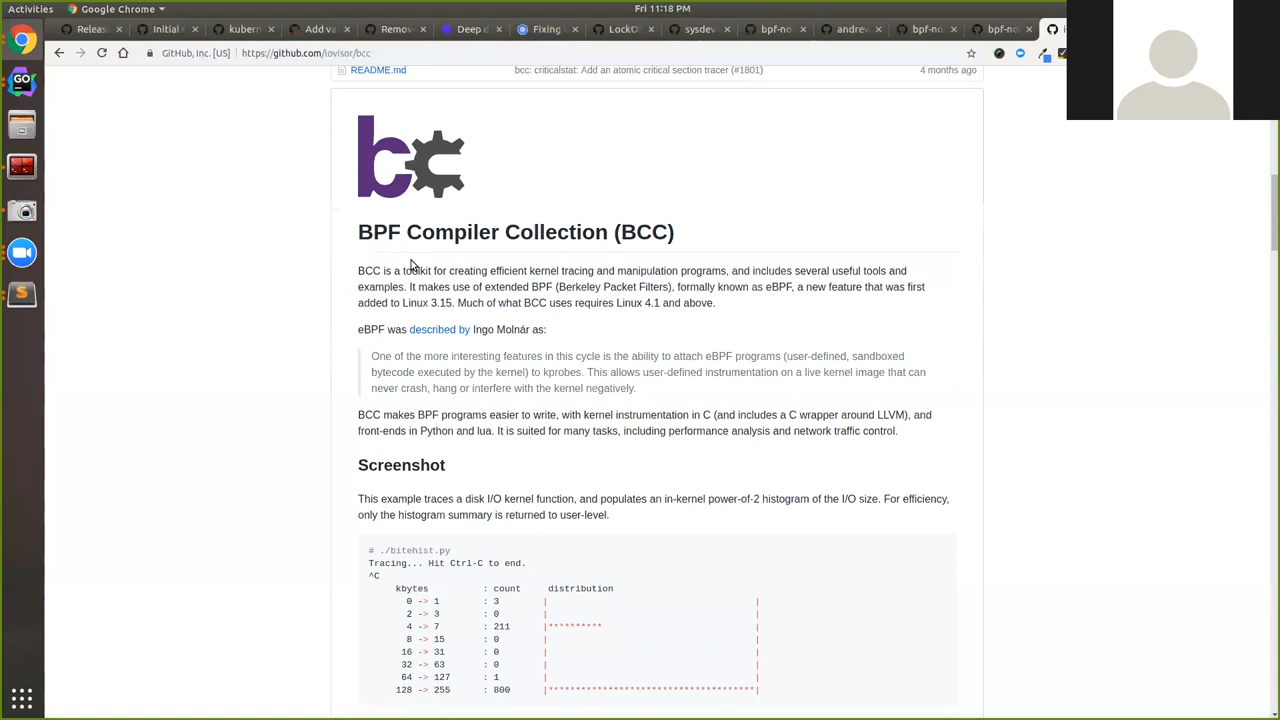 Activities
Google Chrome
Fri 11:18 PM
Releas
Initial
kubern
Add va
Remov
Deep d
Fixing
LockO
sysdev
bpf-no
andrew
bpf-no
bpf-no
GitHub, Inc. [US]
https://github.com/iovisor/bcc
README.md
bcc: criticalstat: Add an atomic critical section tracer (#1801)
4 months ago
bc
BPF Compiler Collection (BCC)
BCC is a toolkit for creating efficient kernel tracing and manipulation programs, and includes several useful tools and
examples. It makes use of extended BPF (Berkeley Packet Filters), formally known as eBPF, a new feature that was first
added to Linux 3.15. Much of what BCC uses requires Linux 4.1 and above.
eBPF was described by Ingo Molnár as:
One of the more interesting features in this cycle is the ability to attach eBPF programs (user-defined, sandboxed
bytecode executed by the kernel) to kprobes. This allows user-defined instrumentation on a live kernel image that can
never crash, hang or interfere with the kernel negatively.
BCC makes BPF programs easier to write, with kernel instrumentation in C (and includes a C wrapper around LLVM), and
front-ends in Python and lua. It is suited for many tasks, including performance analysis and network traffic control.
Screenshot
This example traces a disk I/O kernel function, and populates an in-kernel power-of-2 histogram of the I/O size. For efficiency,
only the histogram summary is returned to user-level.
# ./bitehist.py
Tracing... Hit Ctrl-C to end.
^C
kbytes : count distribution
0 -> 1 : 3 | |
2 -> 3 : 0 | |
4 -> 7 : 211 |********** |
8 -> 15 : 0 | |
16 -> 31 : 0 | |
32 -> 63 : 0 | |
64 -> 127 : 1 | |
128 -> 255 : 800 |**************************************|